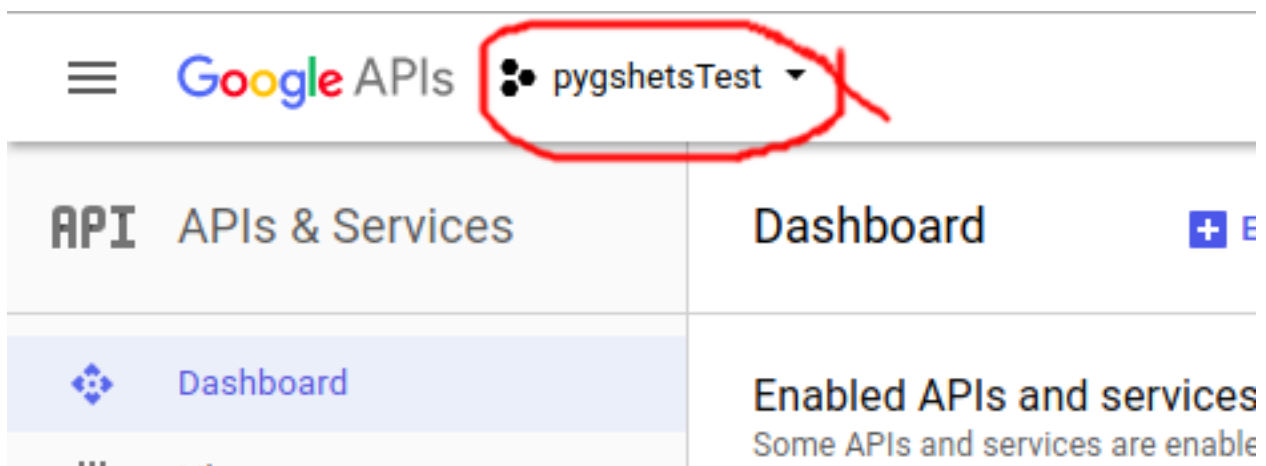 Google APIs pygshetsTest
API APIs & Services
Dashboard
Dashboard
Enabled APIs and services
Some APIs and services are enable